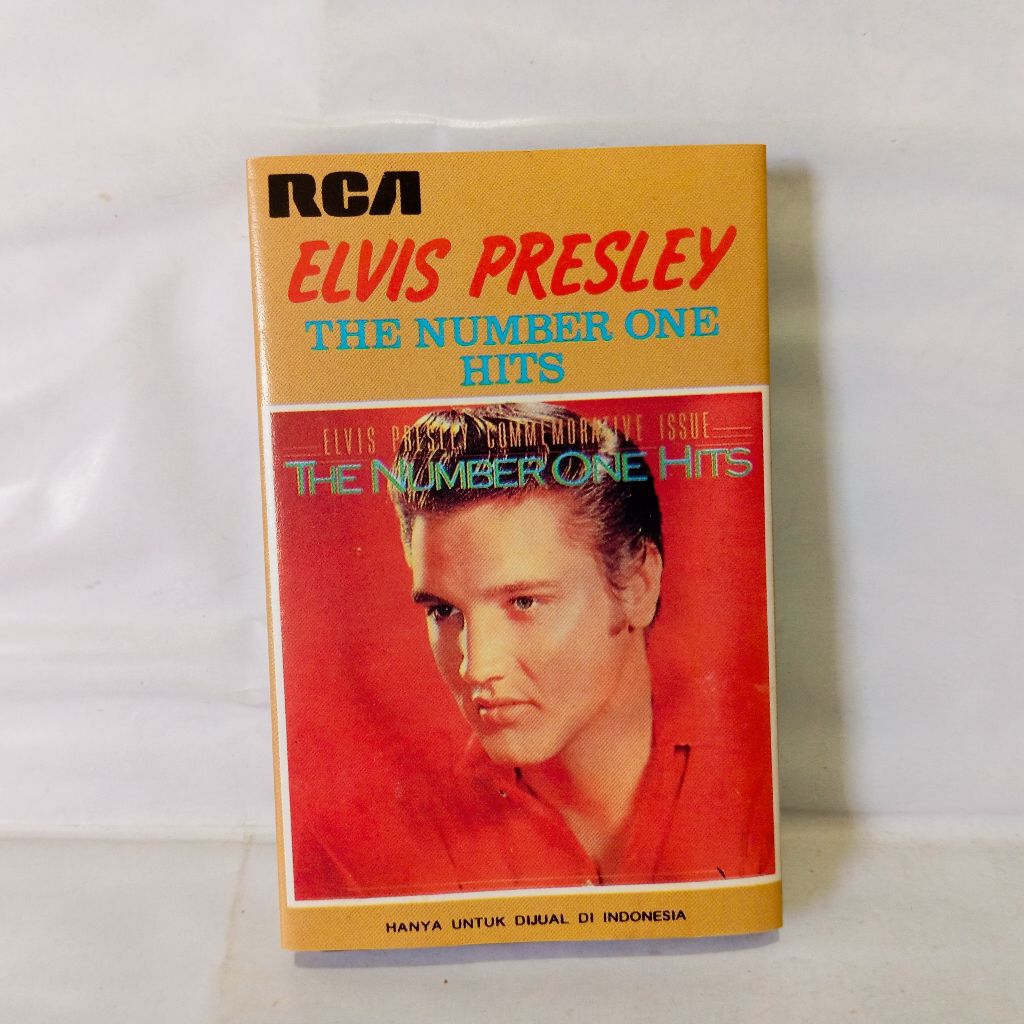 RCA
ELVIS PRESLEY
THE NUMBER ONE
HITS
ELVIS PRESLEY COMMEMORATIVE ISSUE
THE NUMBER ONE HITS
HANYA UNTUK DIJUAL DI INDONESIA